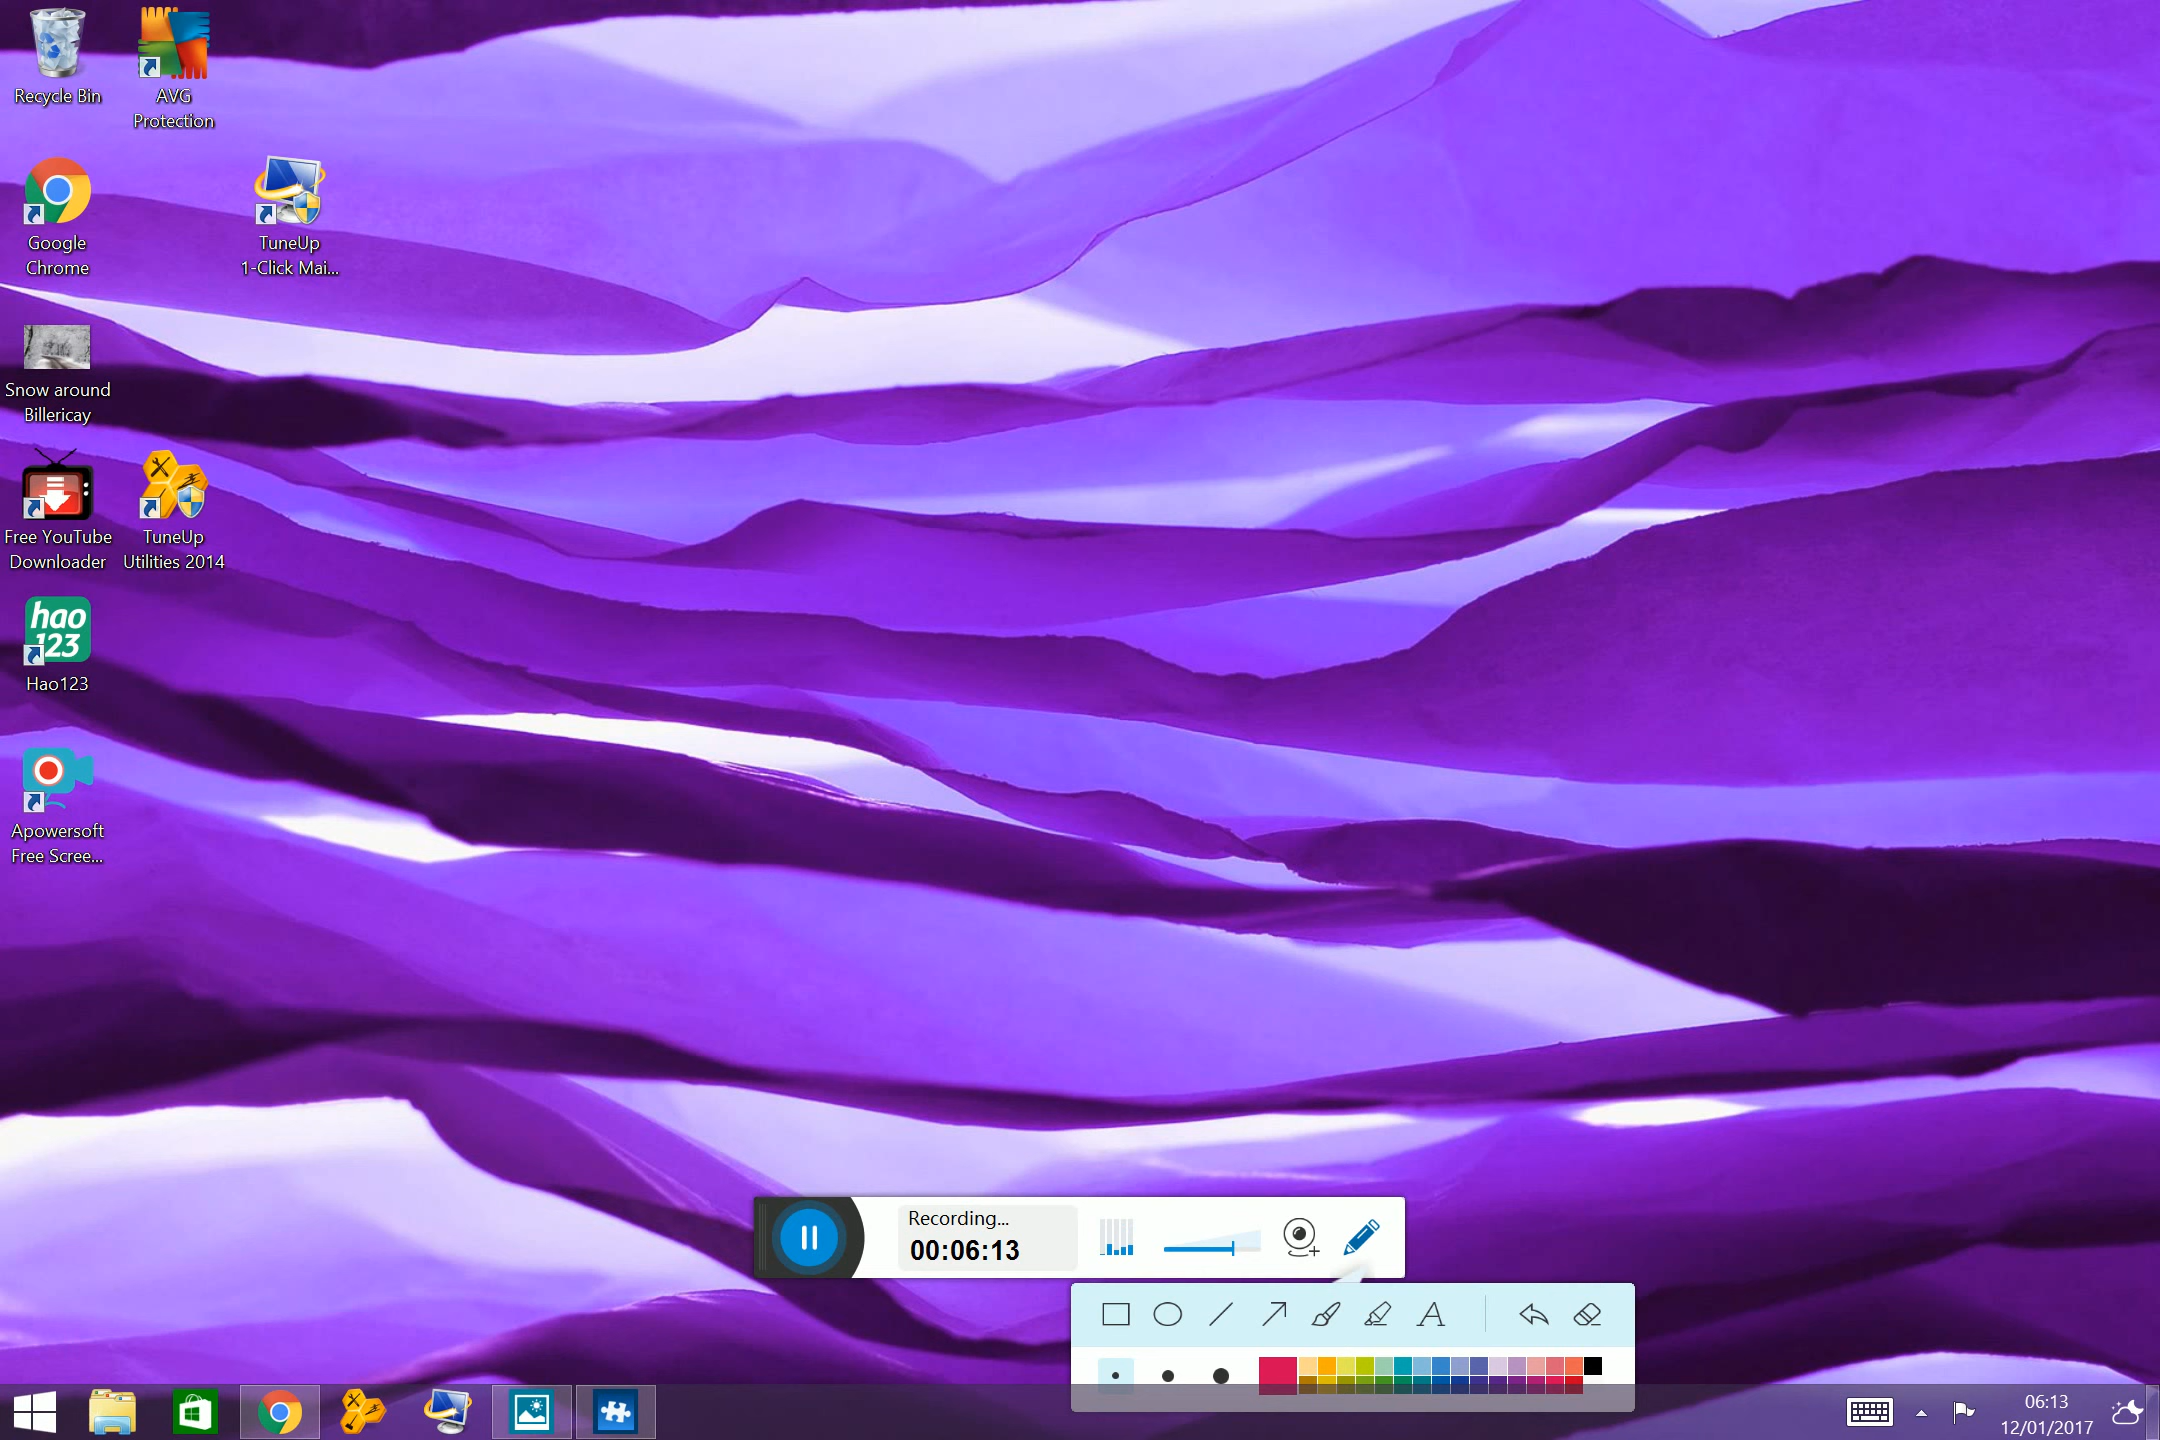 Recycle Bin
AVG
Protection
Google
Chrome
TuneUp
1-Click Mai...
Snow around
Billericay
Free YouTube
Downloader
TuneUp
Utilities 2014
hao
123
Hao123
Apowersoft
Free Scree...
Recording...
00:06:13
A
06:13
12/01/2017